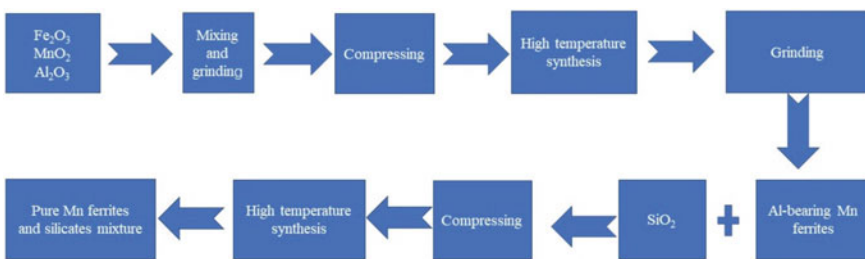 Fe₂O₃
MnO₂
Al₂O₃
Mixing
and
grinding
Compressing
High temperature
synthesis
Grinding
Pure Mn ferrites
and silicates mixture
High temperature
synthesis
Compressing
SiO₂
Al-bearing Mn
ferrites